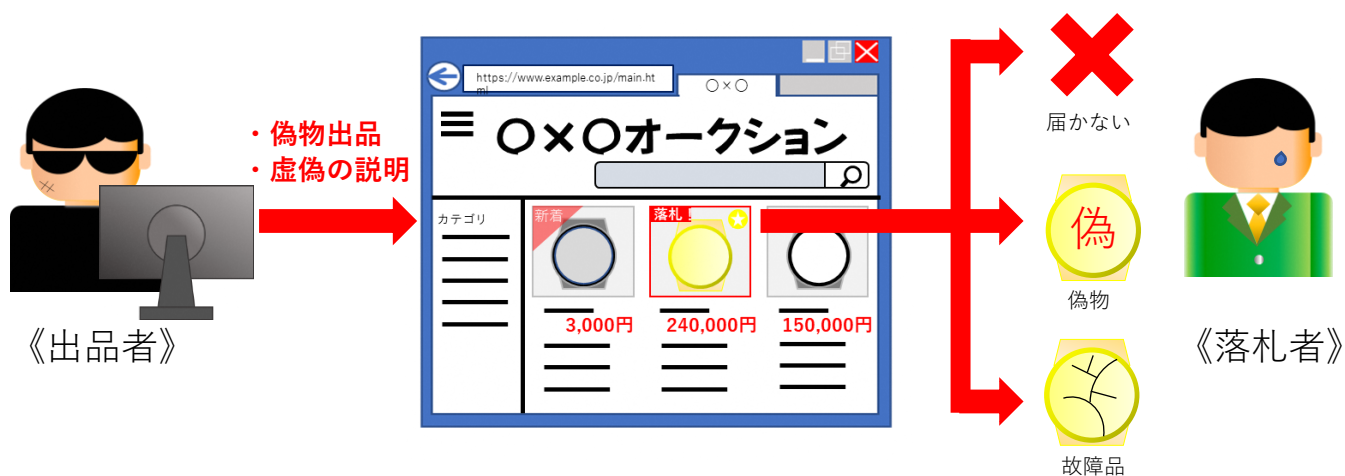 ・偽物出品
・虚偽の説明
《出品者》
https://www.example.co.jp/main.ht
ml
○×○
○×○オークション
カテゴリ
新着
落札!
3,000円
240,000円
150,000円
届かない
偽
偽物
故障品
《落札者》